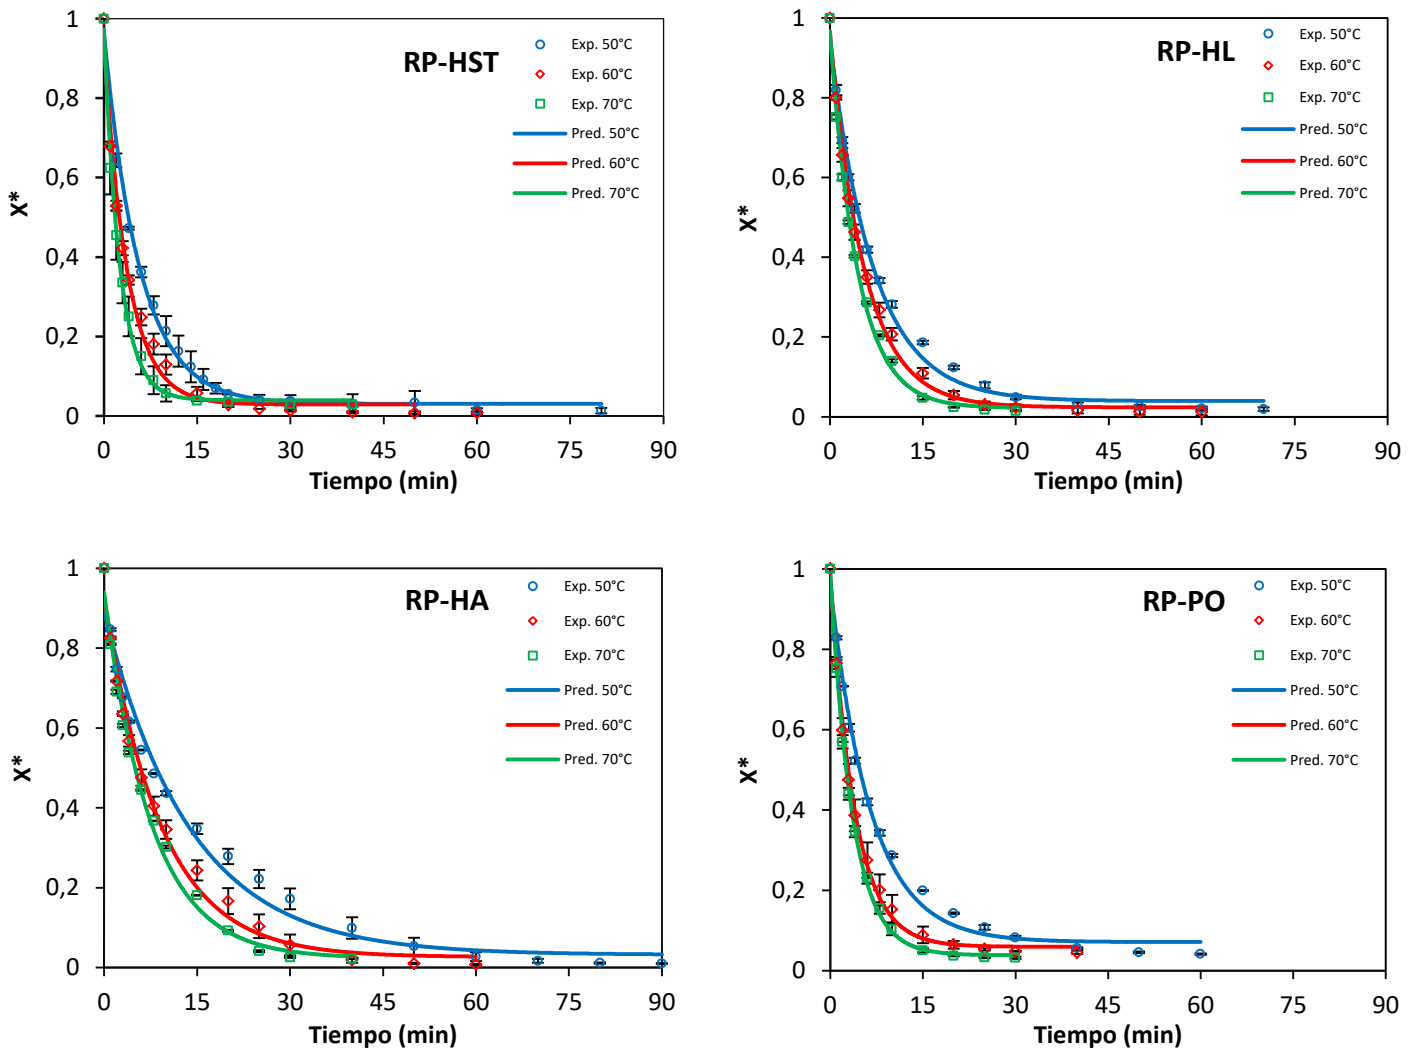 RP-HST
Exp. 50°C
Exp. 60°C
Exp. 70°C
Pred. 50°C
Pred. 60°C
Pred. 70°C
X*
1
0,8
0,6
0,4
0,2
0
0 15 30 45 60 75 90
Tiempo (min)
RP-HL
Exp. 50°C
Exp. 60°C
Exp. 70°C
Pred. 50°C
Pred. 60°C
Pred. 70°C
X*
1
0,8
0,6
0,4
0,2
0
0 15 30 45 60 75 90
Tiempo (min)
RP-HA
Exp. 50°C
Exp. 60°C
Exp. 70°C
Pred. 50°C
Pred. 60°C
Pred. 70°C
X*
1
0,8
0,6
0,4
0,2
0
0 15 30 45 60 75 90
Tiempo (min)
RP-PO
Exp. 50°C
Exp. 60°C
Exp. 70°C
Pred. 50°C
Pred. 60°C
Pred. 70°C
X*
1
0,8
0,6
0,4
0,2
0
0 15 30 45 60 75 90
Tiempo (min)